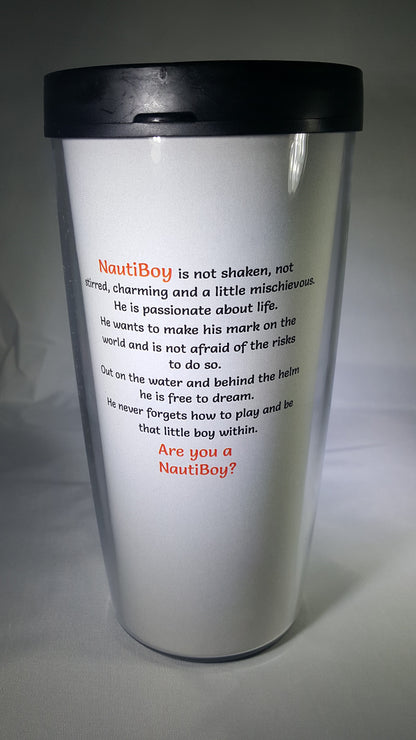 NautiBoy is not shaken, not
stirred, charming and a little mischievous.
He is passionate about life.
He wants to make his mark on the
world and is not afraid of the risks
to do so.
Out on the water and behind the helm
he is free to dream.
He never forgets how to play and be
that little boy within.
Are you a
NautiBoy?